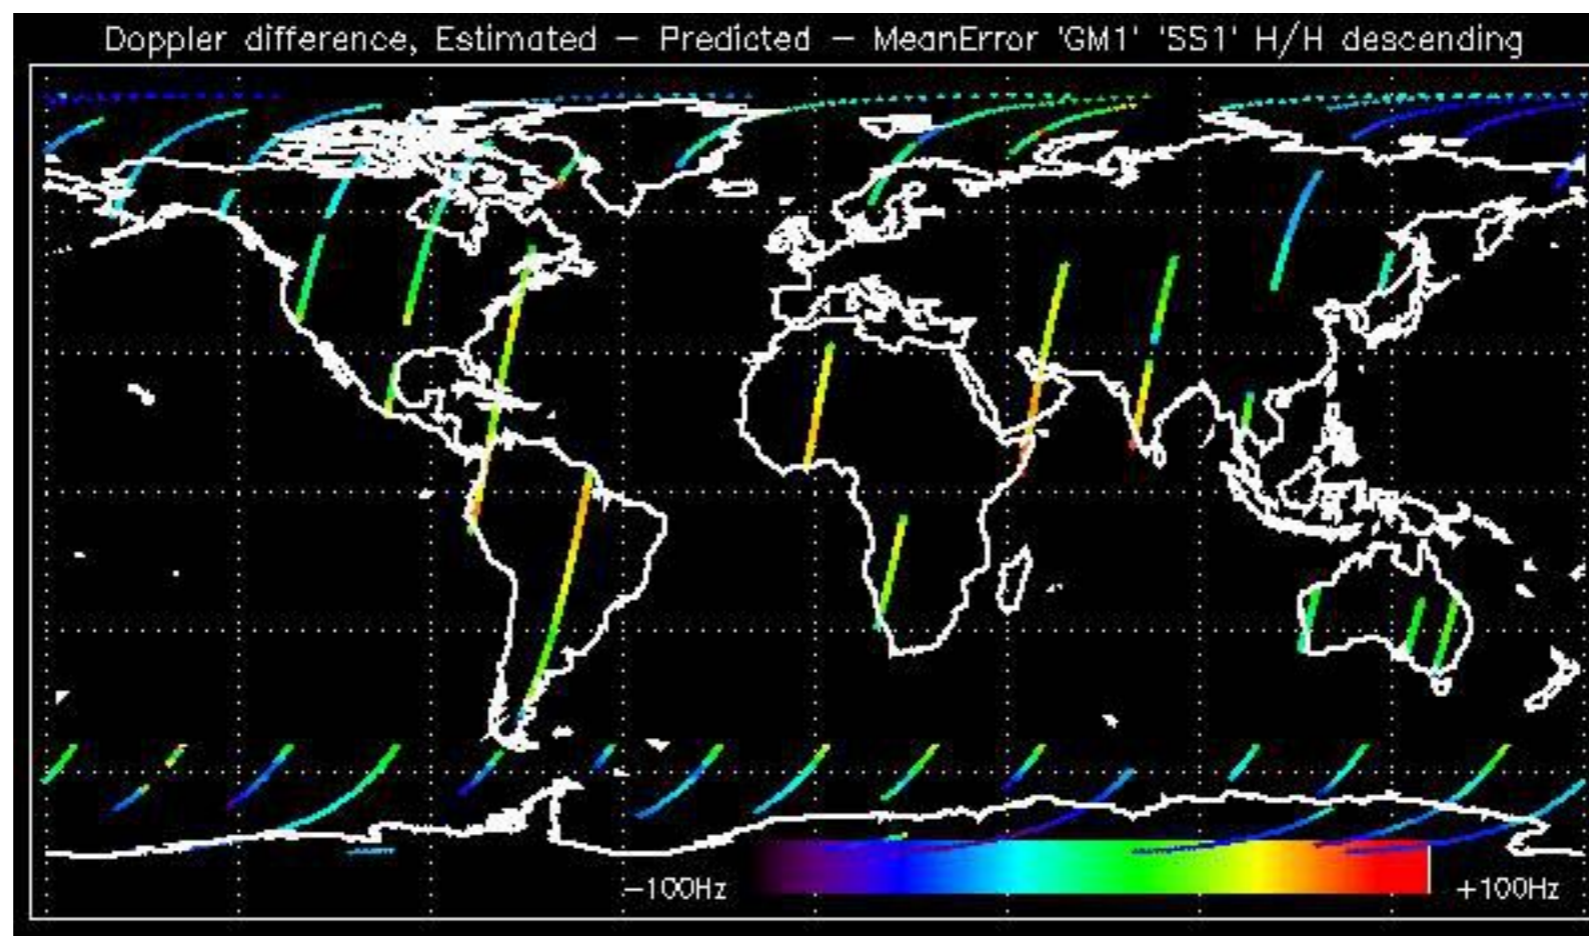 Doppler difference, Estimated – Predicted – MeanError 'GM1' 'SS1' H/H descending
–100Hz
+100Hz